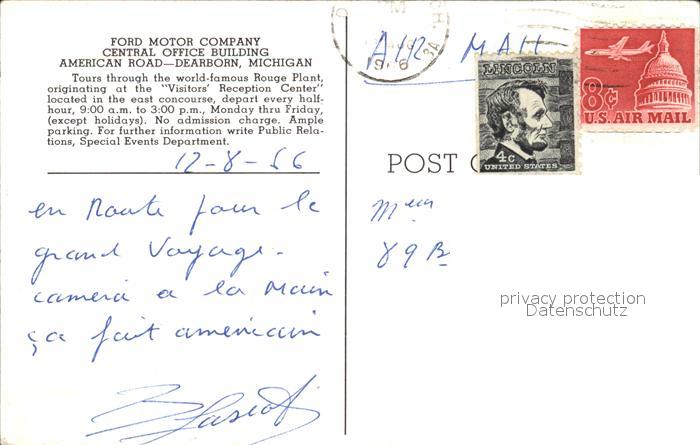 FORD MOTOR COMPANY
CENTRAL OFFICE BUILDING
AMERICAN ROAD—DEARBORN, MICHIGAN
Tours through the world-famous Rouge Plant,
originating at the "Visitors' Reception Center"
located in the east concourse, depart every half-
hour, 9:00 a.m. to 3:00 p.m., Monday thru Friday,
(except holidays). No admission charge. Ample
parking. For further information write Public Rela-
tions, Special Events Department.
12-8-66
en Route pour le
grand Voyage-
camera a la Main
ça fait americain
AIR MAIL
LINCOLN
4c
UNITED STATES
8c
U.S. AIR MAIL
POST C
Meur
89 B
privacy protection
Datenschutz